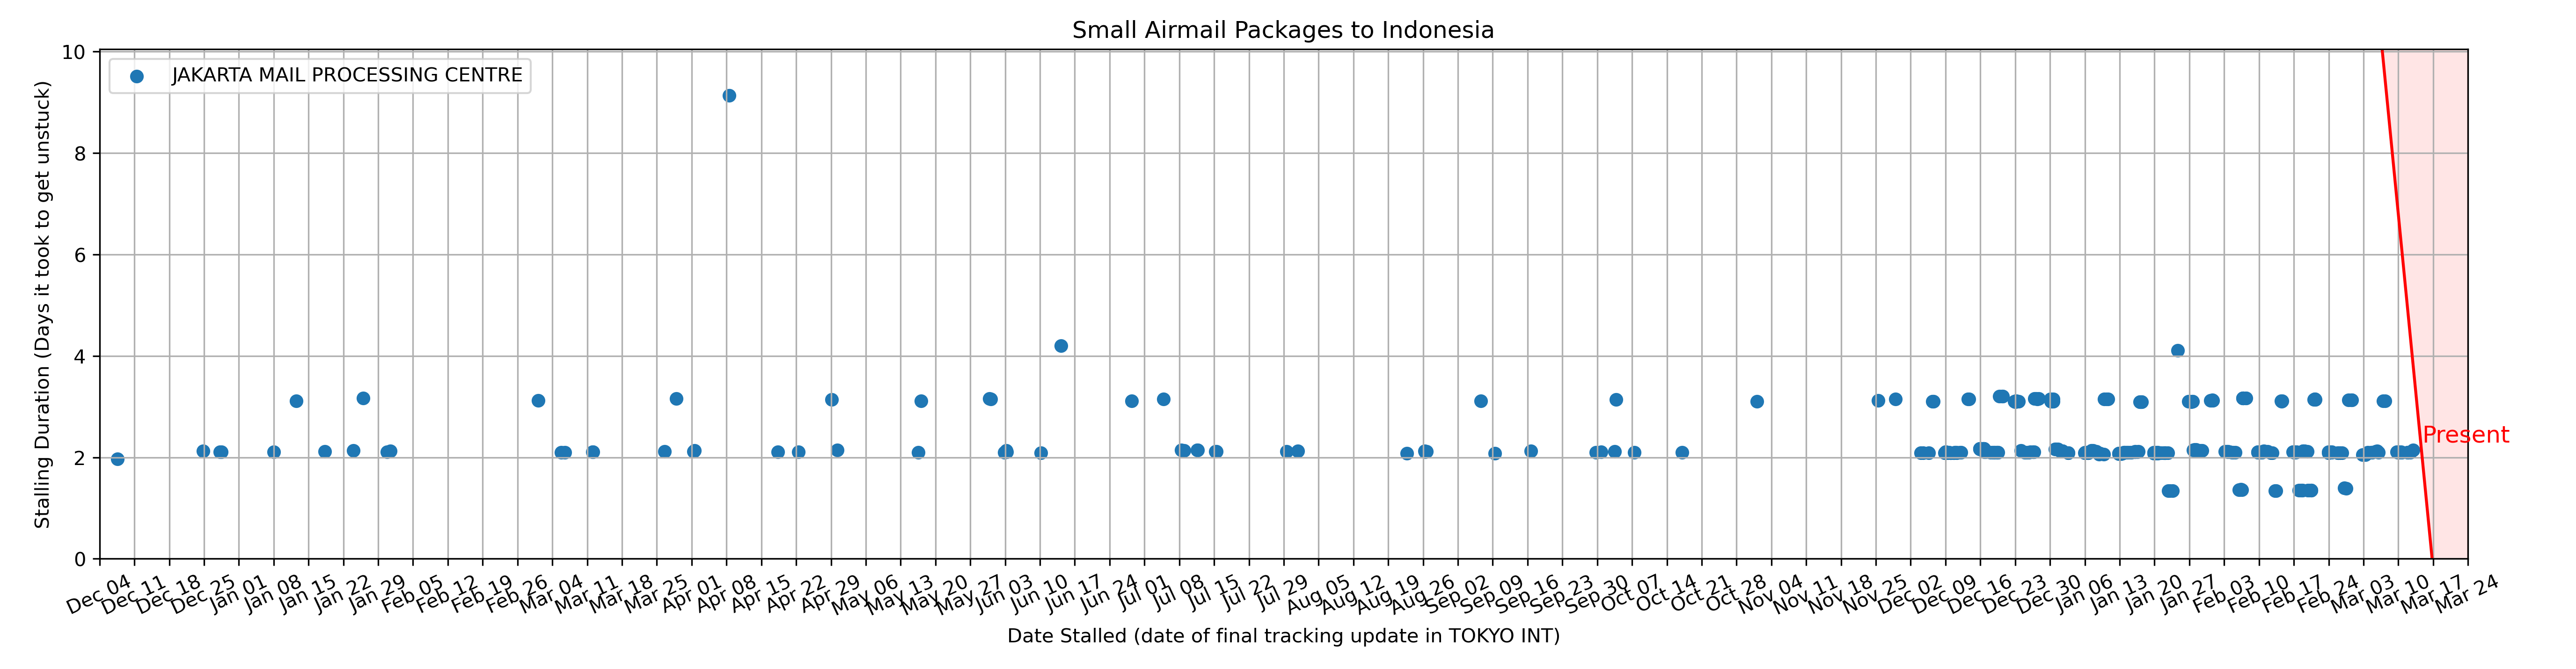 Small Airmail Packages to Indonesia
JAKARTA MAIL PROCESSING CENTRE
Stalling Duration (Days it took to get unstuck)
10
8
6
4
2
0
Present
Dec 04
Dec 11
Dec 18
Dec 25
Jan 01
Jan 08
Jan 15
Jan 22
Jan 29
Feb 05
Feb 12
Feb 19
Feb 26
Mar 04
Mar 11
Mar 18
Mar 25
Apr 01
Apr 08
Apr 15
Apr 22
Apr 29
May 06
May 13
May 20
May 27
Jun 03
Jun 10
Jun 17
Jun 24
Jul 01
Jul 08
Jul 15
Jul 22
Jul 29
Aug 05
Aug 12
Aug 19
Aug 26
Sep 02
Sep 09
Sep 16
Sep 23
Sep 30
Oct 07
Oct 14
Oct 21
Oct 28
Nov 04
Nov 11
Nov 18
Nov 25
Dec 02
Dec 09
Dec 16
Dec 23
Dec 30
Jan 06
Jan 13
Jan 20
Jan 27
Feb 03
Feb 10
Feb 17
Feb 24
Mar 03
Mar 10
Mar 17
Mar 24
Date Stalled (date of final tracking update in TOKYO INT)